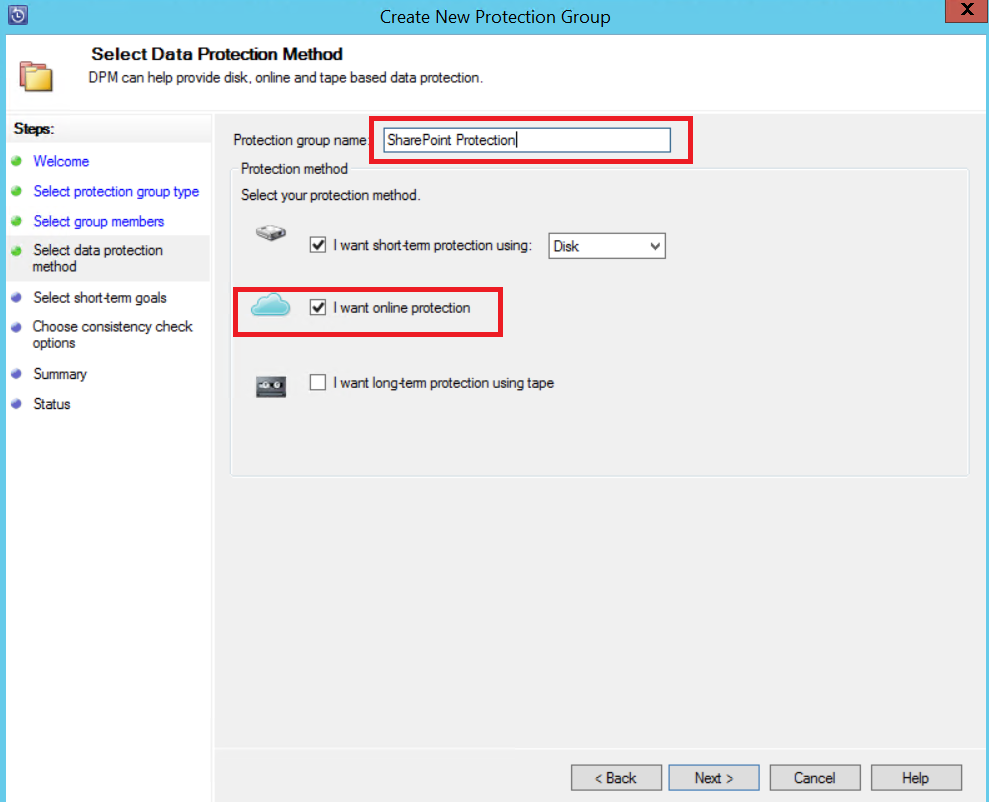 Create New Protection Group
X
Select Data Protection Method
DPM can help provide disk, online and tape based data protection.
Steps:
Welcome
Select protection group type
Select group members
Select data protection
method
Select short-term goals
Choose consistency check
options
Summary
Status
Protection group name:
SharePoint Protection
Protection method
Select your protection method.
I want short-term protection using:
Disk
I want online protection
I want long-term protection using tape
< Back
Next >
Cancel
Help